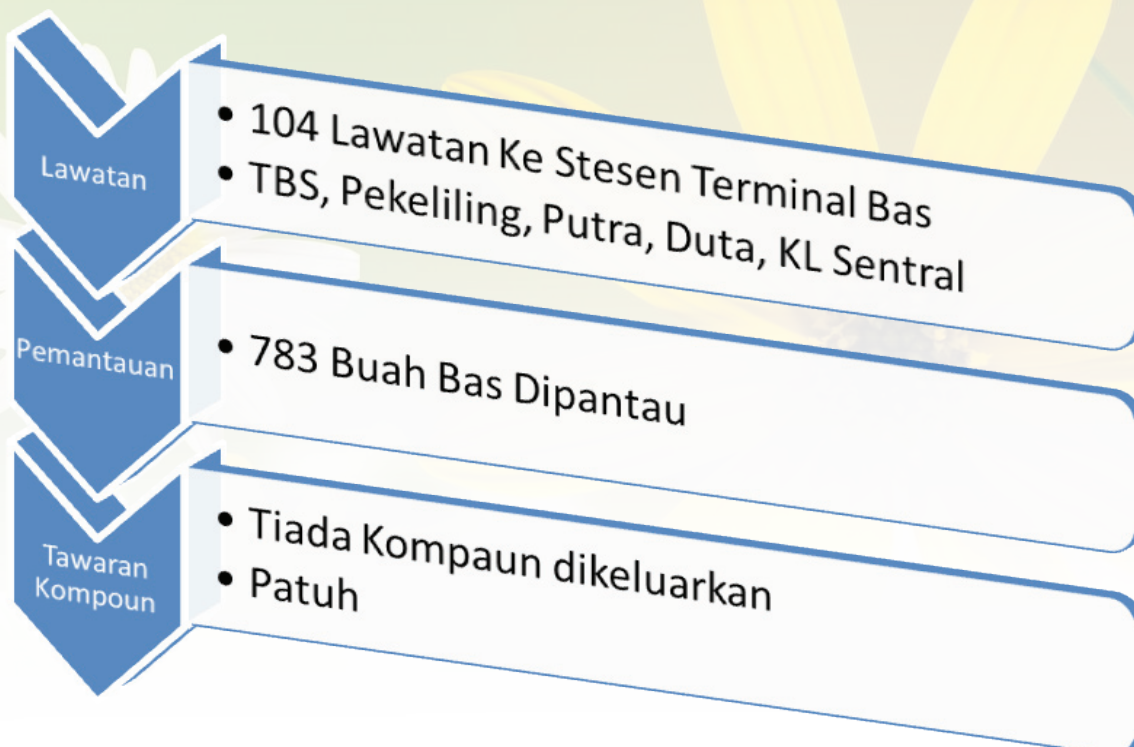 Lawatan
• 104 Lawatan Ke Stesen Terminal Bas
• TBS, Pekeliling, Putra, Duta, KL Sentral
Pemantauan
• 783 Buah Bas Dipantau
Tawaran
Kompoun
• Tiada Kompaun dikeluarkan
• Patuh